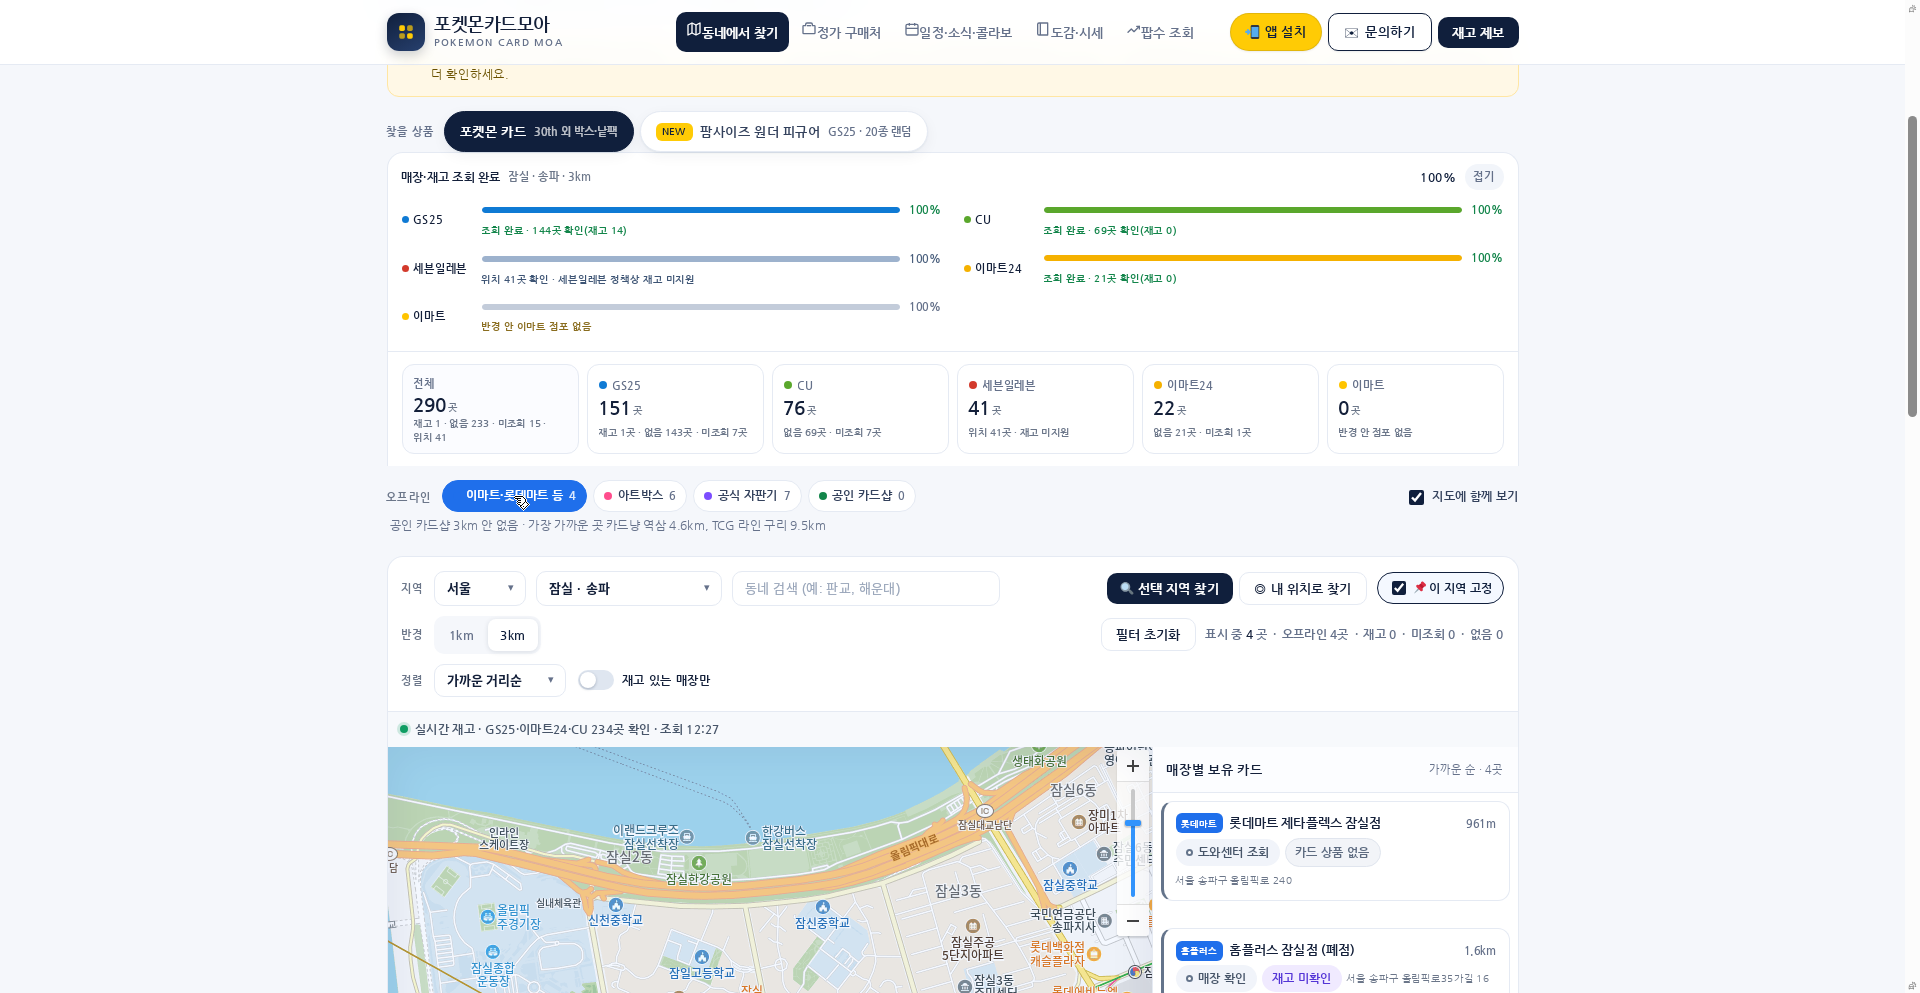 포켓몬카드모아
POKEMON CARD MOA
동네에서 찾기
정가 구매처
일정·소식·콜라보
도감·시세
팝수 조회
앱 설치
문의하기
재고 제보
더 확인하세요.
찾을 상품
포켓몬 카드 30th 외 박스·낱팩
NEW 팜사이즈 원더 피규어 GS25 · 20종 랜덤
매장·재고 조회 완료 잠실 · 송파 · 3km
100% 접기
GS25 100%
조회 완료 · 144곳 확인(재고 14)
CU 100%
조회 완료 · 69곳 확인(재고 0)
세븐일레븐 100%
위치 41곳 확인 · 세븐일레븐 정책상 재고 미지원
이마트24 100%
조회 완료 · 21곳 확인(재고 0)
이마트 100%
반경 안 이마트 점포 없음
전체
290곳
재고 1 · 없음 233 · 미조회 15 ·
위치 41
GS25
151곳
재고 1곳 · 없음 143곳 · 미조회 7곳
CU
76곳
없음 69곳 · 미조회 7곳
세븐일레븐
41곳
위치 41곳 · 재고 미지원
이마트24
22곳
없음 21곳 · 미조회 1곳
이마트
0곳
반경 안 점포 없음
오프라인
이마트·롯데마트 등 4
아트박스 6
공식 자판기 7
공인 카드샵 0
지도에 함께 보기
공인 카드샵 3km 안 없음 · 가장 가까운 곳 카드냥 역삼 4.6km, TCG 라인 구리 9.5km
지역
서울
잠실 · 송파
동네 검색 (예: 판교, 해운대)
선택 지역 찾기
◎ 내 위치로 찾기
이 지역 고정
반경
1km
3km
필터 초기화
표시 중 4 곳 · 오프라인 4곳 · 재고 0 · 미조회 0 · 없음 0
정렬
가까운 거리순
재고 있는 매장만
실시간 재고 · GS25·이마트24·CU 234곳 확인 · 조회 12:27
생태화공원
잠실6동
장미1차
아파트
IC
잠실대교남단
인라인
스케이트장
이랜드크루즈
잠실선착장
한강버스
잠실선착장
잠실2동
올림픽대로
잠실한강공원
잠실중학교
잠실3동
올림픽
주경기장
실내체육관
신천중학교
잠신중학교
국민연금공단
송파지사
잠실주공
5단지아파트
롯데백화점
캐슬플라자
잠실종합
운동장
잠일고등학교
잠실3동
주민센터
잠실
+
−
매장별 보유 카드
가까운 순 · 4곳
롯데마트 롯데마트 제타플렉스 잠실점 961m
도와센터 조회
카드 상품 없음
서울 송파구 올림픽로 240
홈플러스 홈플러스 잠실점 (폐점) 1.6km
매장 확인
재고 미확인
서울 송파구 올림픽로35가길 16